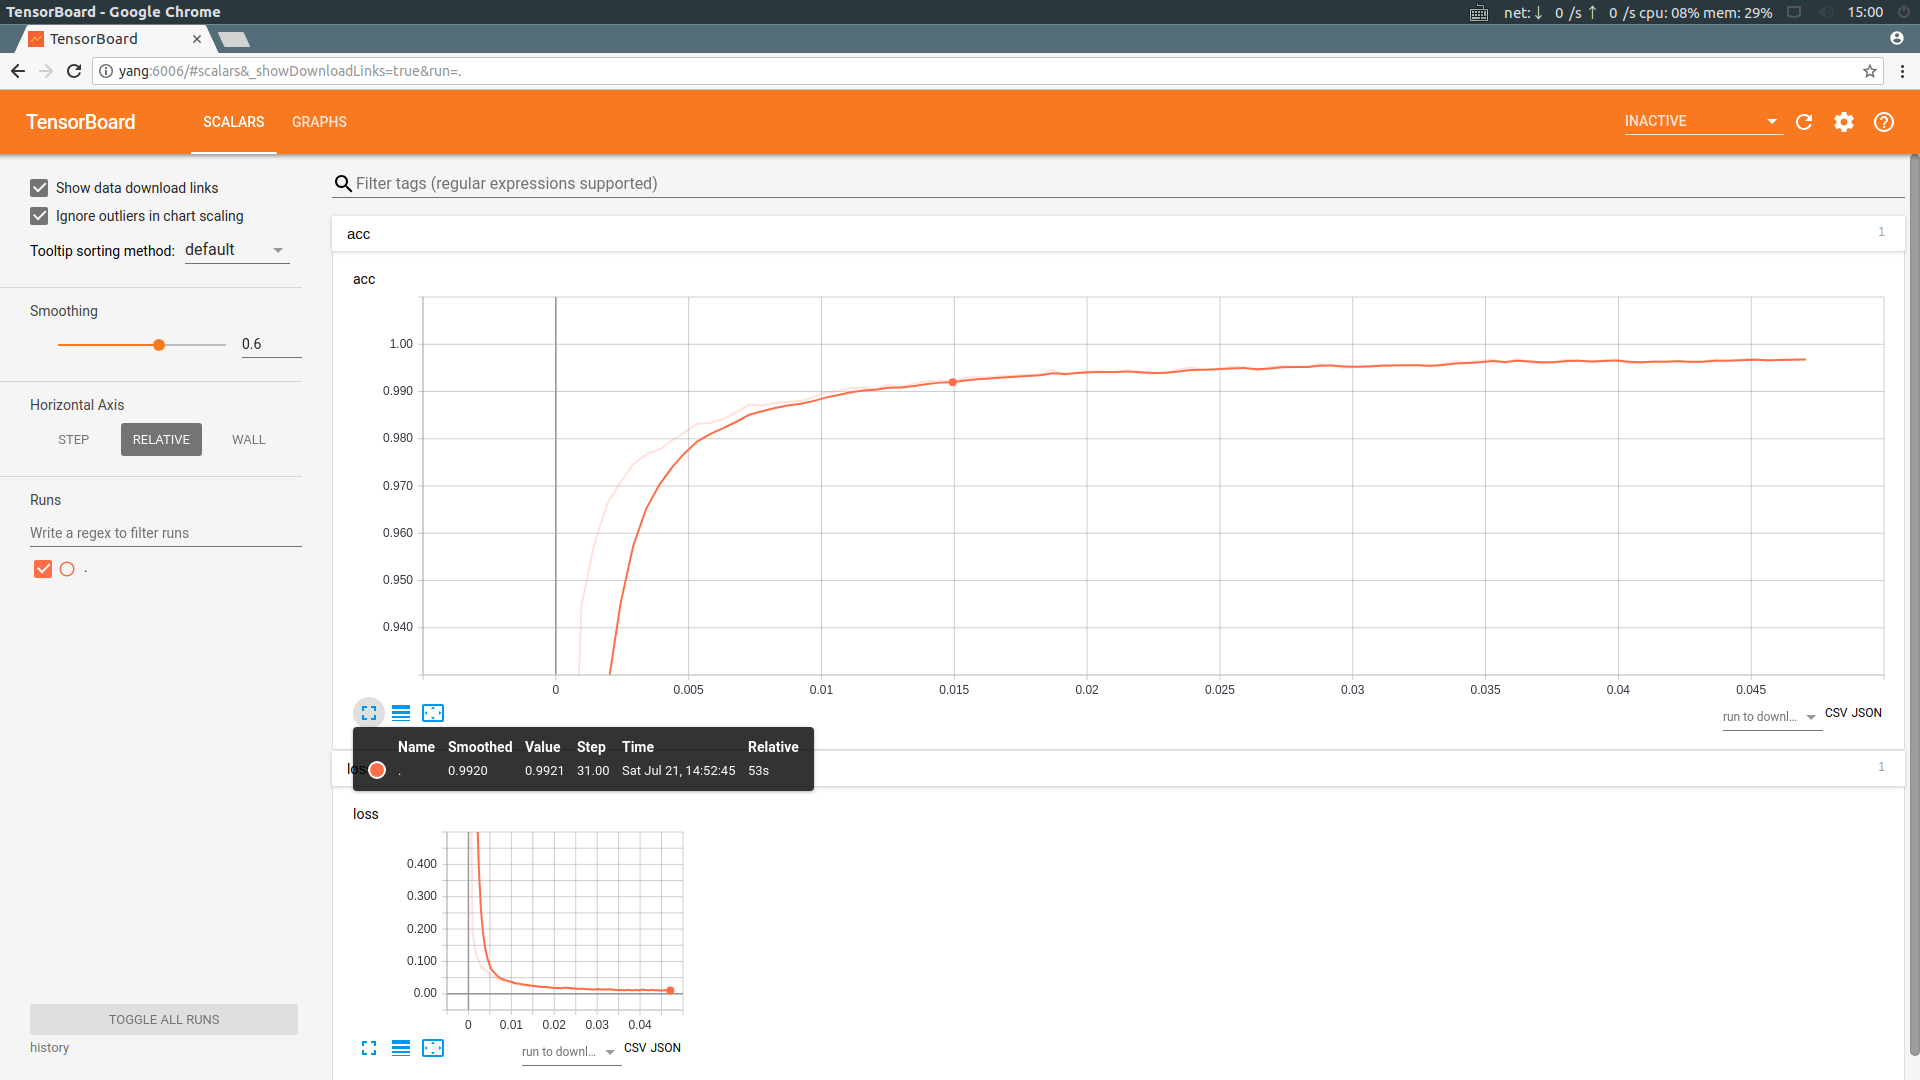 TensorBoard - Google Chrome
net:↓ 0 /s ↑ 0 /s cpu: 08% mem: 29%
15:00
TensorBoard
yang:6006/#scalars&_showDownloadLinks=true&run=.
TensorBoard
SCALARS
GRAPHS
INACTIVE
Show data download links
Ignore outliers in chart scaling
Tooltip sorting method: default
Smoothing
0.6
Horizontal Axis
STEP RELATIVE WALL
Runs
Write a regex to filter runs
.
TOGGLE ALL RUNS
history
Filter tags (regular expressions supported)
acc
1
acc
1.00
0.990
0.980
0.970
0.960
0.950
0.940
0 0.005 0.01 0.015 0.02 0.025 0.03 0.035 0.04 0.045
run to downl...
CSV JSON
Name Smoothed Value Step Time Relative
. 0.9920 0.9921 31.00 Sat Jul 21, 14:52:45 53s
los
1
loss
0.400
0.300
0.200
0.100
0.00
0 0.01 0.02 0.03 0.04
run to downl...
CSV JSON